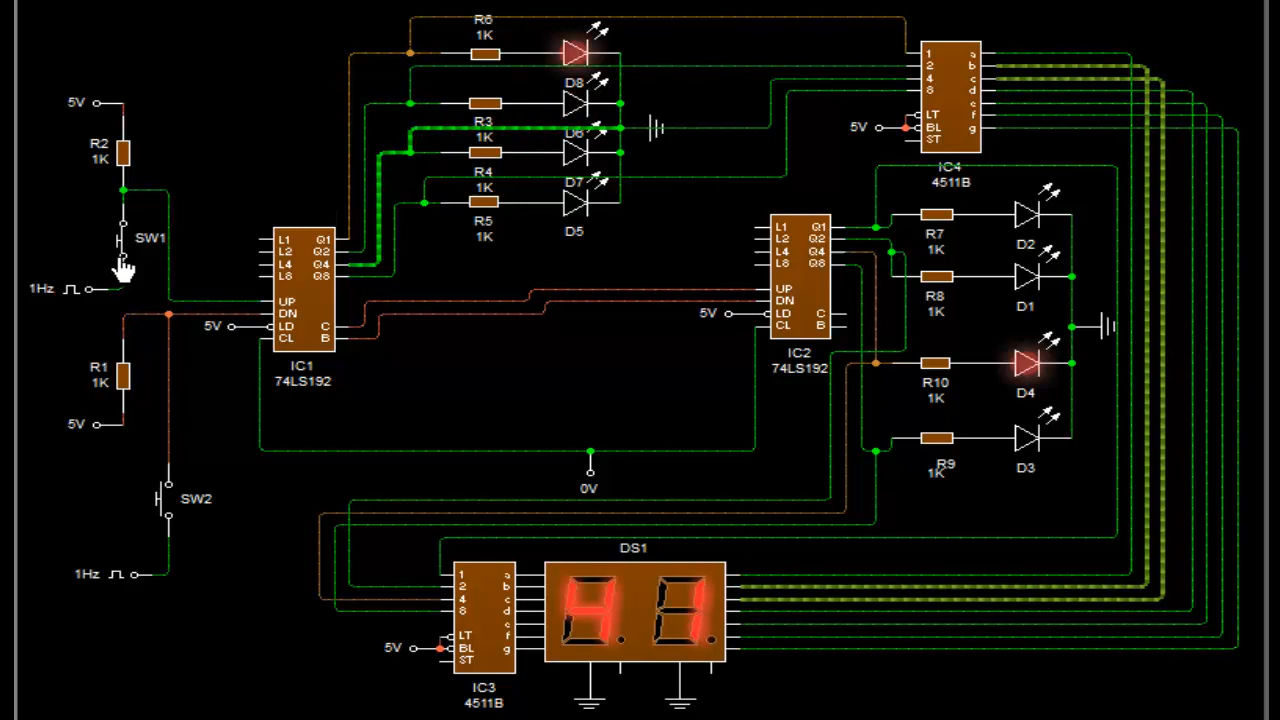 R6
1K
D8
R3
1K
D6
R4
1K
D7
R5
1K
D5
5V
R2
1K
SW1
1Hz
L1 Q1
L2 Q2
L4 Q4
L8 Q8
UP
DN
LD C
CL B
5V
IC1
74LS192
R1
1K
5V
SW2
1Hz
0V
1 a
2 b
4 c
8 d
e
LT f
BL g
ST
5V
IC4
4511B
L1 Q1
L2 Q2
L4 Q4
L8 Q8
UP
DN
LD C
CL B
5V
IC2
74LS192
R7
1K
D2
R8
1K
D1
R10
1K
D4
R9
1K
D3
DS1
1 a
2 b
4 c
8 d
e
LT f
BL g
ST
5V
IC3
4511B
4 1